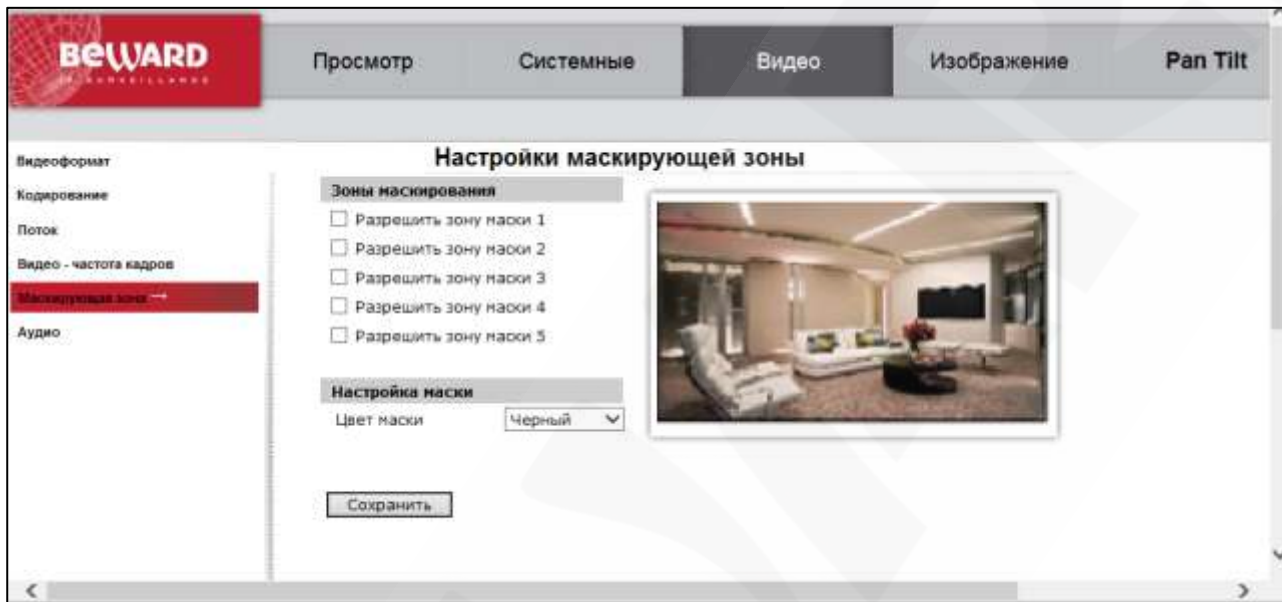 BEWARD
Просмотр
Системные
Видео
Изображение
Pan Tilt
Видеоформат
Кодирование
Поток
Видео - частота кадров
Маскирующая зона →
Аудио
Настройки маскирующей зоны
Зоны маскирования
Разрешить зону маски 1
Разрешить зону маски 2
Разрешить зону маски 3
Разрешить зону маски 4
Разрешить зону маски 5
Настройка маски
Цвет маски
Черный
Сохранить